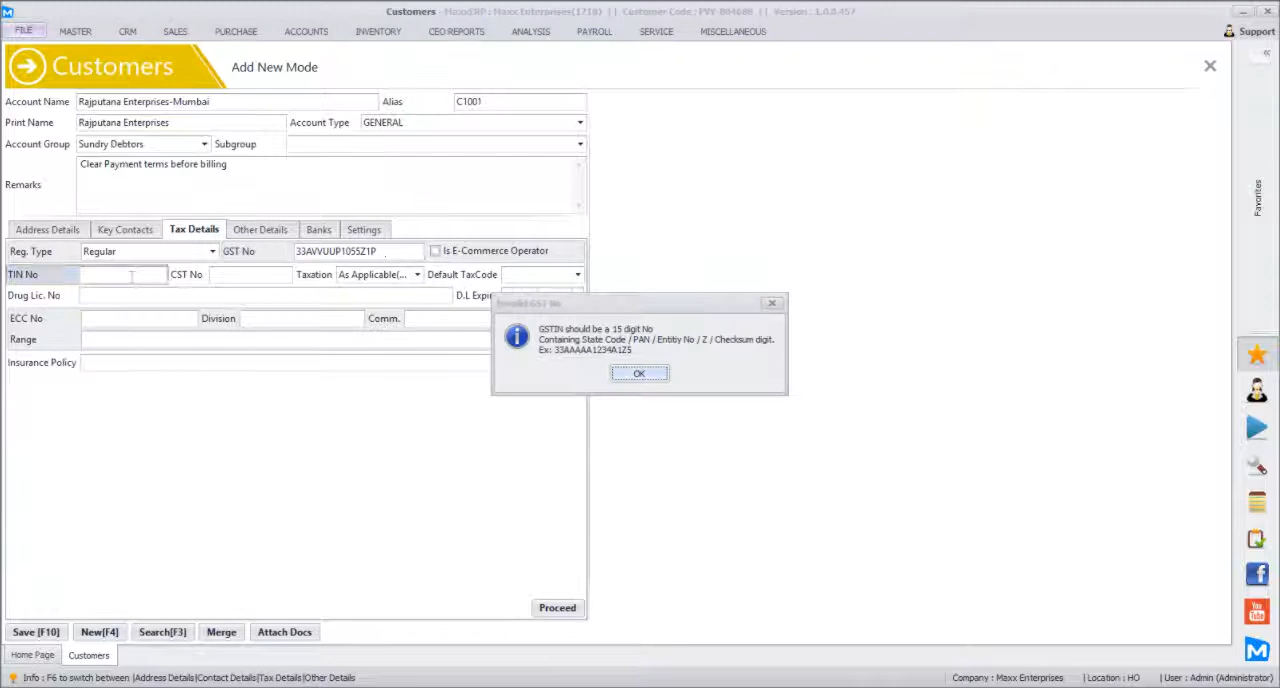 Customers - MaxxERP : Maxx Enterprises(1718) || Customer Code : PVY-B04688 || Version : 1.0.0.457
FILE MASTER CRM SALES PURCHASE ACCOUNTS INVENTORY CEO REPORTS ANALYSIS PAYROLL SERVICE MISCELLANEOUS Support
Customers Add New Mode
Account Name Rajputana Enterprises-Mumbai Alias C1001
Print Name Rajputana Enterprises Account Type GENERAL
Account Group Sundry Debtors Subgroup
Remarks Clear Payment terms before billing
Favorites
Address Details Key Contacts Tax Details Other Details Banks Settings
Reg. Type Regular GST No 33AVVUUP1055Z1P Is E-Commerce Operator
TIN No CST No Taxation As Applicable(... Default TaxCode
Drug Lic. No D.L Expi
ECC No Division Comm.
Range
Insurance Policy
Invalid GST No
GSTIN should be a 15 digit No
Containing State Code / PAN / Entitiy No / Z / Checksum digit.
Ex: 33AAAAA1234A1Z5
OK
Proceed
Save [F10] New[F4] Search[F3] Merge Attach Docs
Home Page Customers
You
Tube
Info : F6 to switch between |Address Details|Contact Details|Tax Details|Other Details Company : Maxx Enterprises | Location : HO | User : Admin (Administrator)